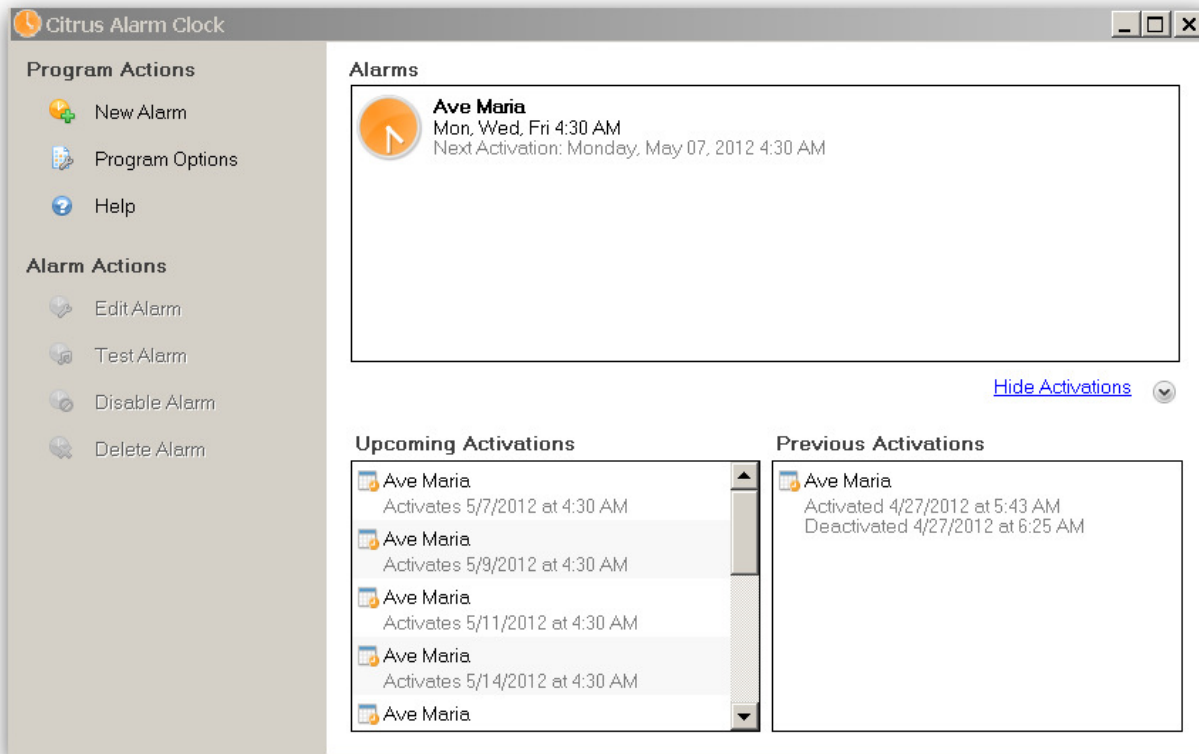 Citrus Alarm Clock
Program Actions
New Alarm
Program Options
Help
Alarm Actions
Edit Alarm
Test Alarm
Disable Alarm
Delete Alarm
Alarms
Ave Maria
Mon, Wed, Fri 4:30 AM
Next Activation: Monday, May 07, 2012 4:30 AM
Hide Activations
Upcoming Activations
Ave Maria
Activates 5/7/2012 at 4:30 AM
Ave Maria
Activates 5/9/2012 at 4:30 AM
Ave Maria
Activates 5/11/2012 at 4:30 AM
Ave Maria
Activates 5/14/2012 at 4:30 AM
Ave Maria
Previous Activations
Ave Maria
Activated 4/27/2012 at 5:43 AM
Deactivated 4/27/2012 at 6:25 AM